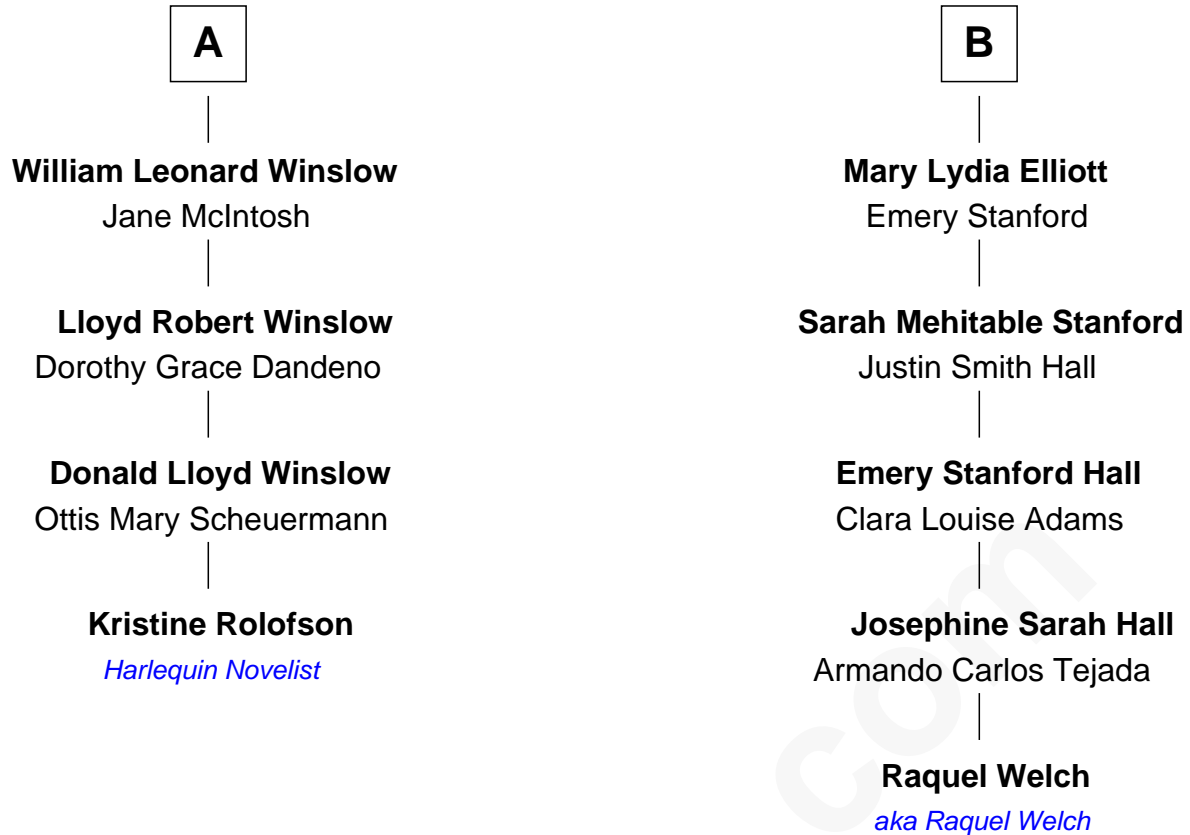 A
William Leonard Winslow
Jane McIntosh
Lloyd Robert Winslow
Dorothy Grace Dandeno
Donald Lloyd Winslow
Ottis Mary Scheuermann
Kristine Rolofson
Harlequin Novelist
B
Mary Lydia Elliott
Emery Stanford
Sarah Mehitable Stanford
Justin Smith Hall
Emery Stanford Hall
Clara Louise Adams
Josephine Sarah Hall
Armando Carlos Tejada
Raquel Welch
aka Raquel Welch
com